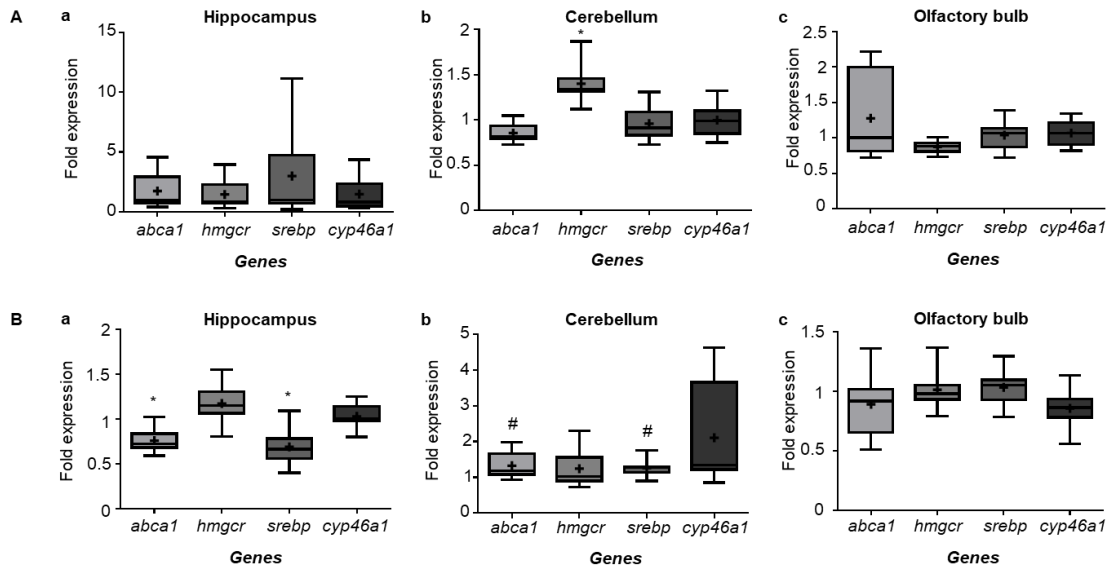 A
a
Hippocampus
Fold expression
15
10
5
0
abca1 hmgcr srebp cyp46a1
Genes
b
Cerebellum
Fold expression
2
1.5
1
0.5
0
*
abca1 hmgcr srebp cyp46a1
Genes
c
Olfactory bulb
Fold expression
2.5
2
1.5
1
0.5
0
abca1 hmgcr srebp cyp46a1
Genes
B
a
Hippocampus
Fold expression
2
1.5
1
0.5
0
* *
abca1 hmgcr srebp cyp46a1
Genes
b
Cerebellum
Fold expression
5
4
3
2
1
0
# #
abca1 hmgcr srebp cyp46a1
Genes
c
Olfactory bulb
Fold expression
1.5
1
0.5
0
abca1 hmgcr srebp cyp46a1
Genes